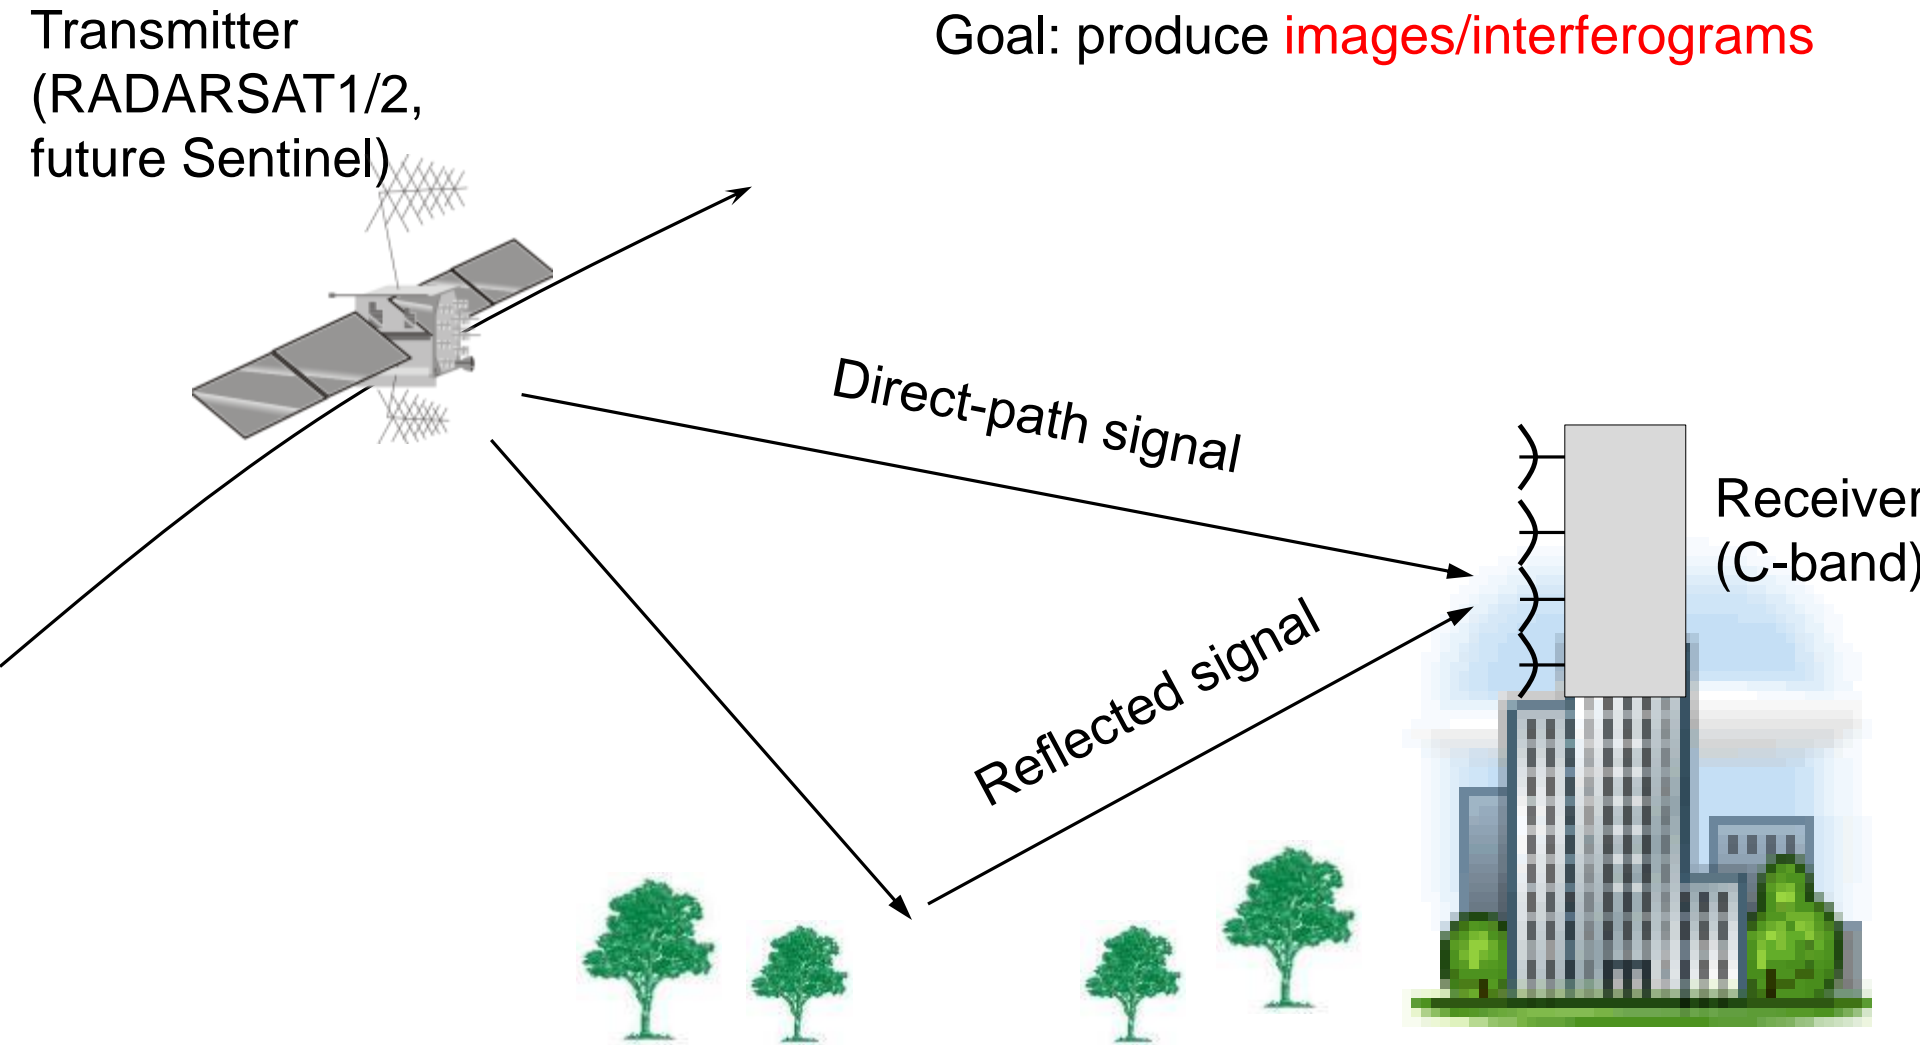 Transmitter
(RADARSAT1/2,
future Sentinel)
Goal: produce images/interferograms
Direct-path signal
Receiver
(C-band)
Reflected signal